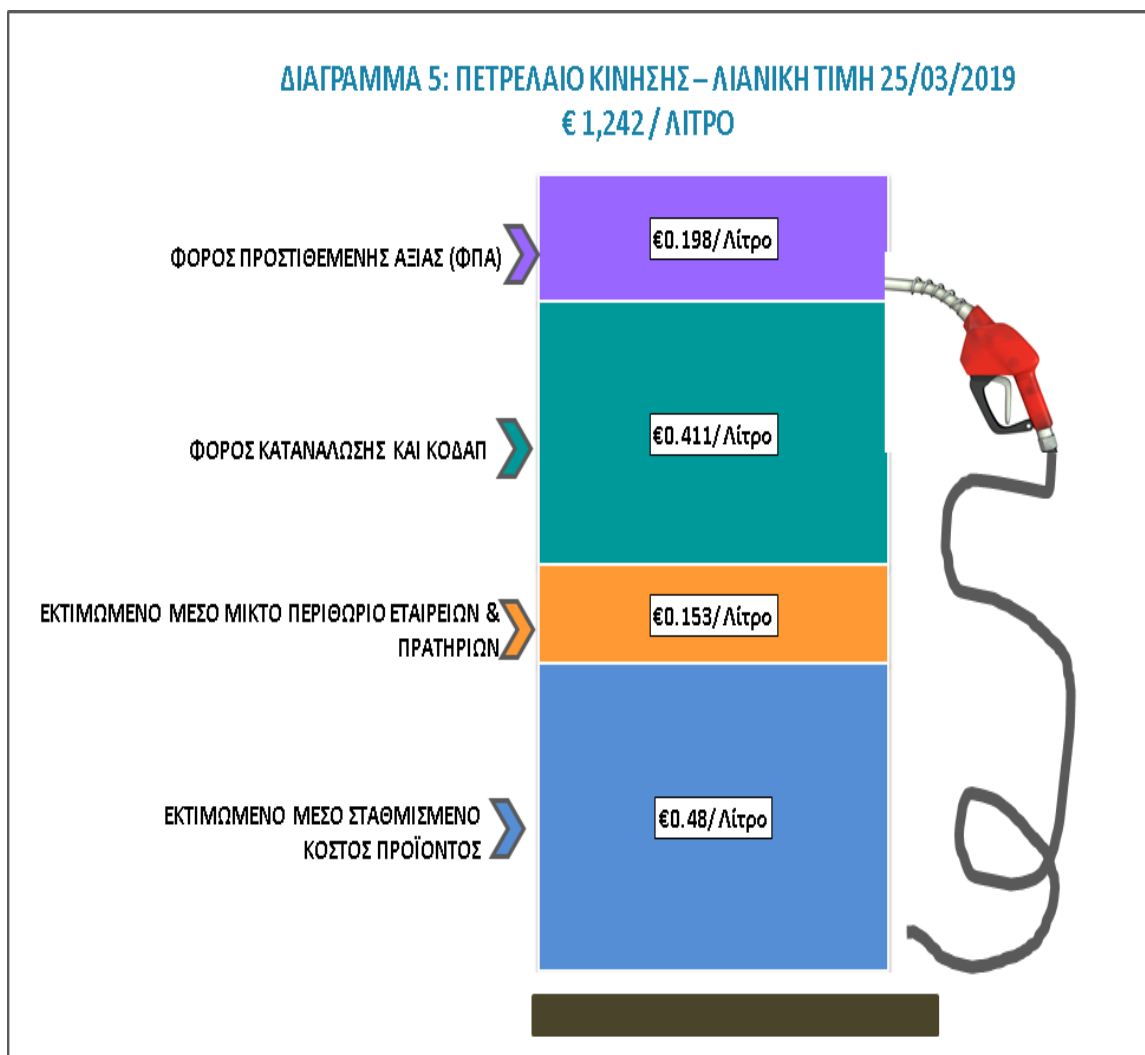 ΔΙΑΓΡΑΜΜΑ 5: ΠΕΤΡΕΛΑΙΟ ΚΙΝΗΣΗΣ – ΛΙΑΝΙΚΗ ΤΙΜΗ 25/03/2019
€ 1,242 / ΛΙΤΡΟ
€0.198/ Λίτρο
ΦΟΡΟΣ ΠΡΟΣΤΙΘΕΜΕΝΗΣ ΑΞΙΑΣ (ΦΠΑ)
€0.411/ Λίτρο
ΦΟΡΟΣ ΚΑΤΑΝΑΛΩΣΗΣ ΚΑΙ ΚΟΔΑΠ
ΕΚΤΙΜΩΜΕΝΟ ΜΕΣΟ ΜΙΚΤΟ ΠΕΡΙΘΩΡΙΟ ΕΤΑΙΡΕΙΩΝ &
ΠΡΑΤΗΡΙΩΝ
€0.153/ Λίτρο
ΕΚΤΙΜΩΜΕΝΟ ΜΕΣΟ ΣΤΑΘΜΙΣΜΕΝΟ
ΚΟΣΤΟΣ ΠΡΟΪΟΝΤΟΣ
€0.48/ Λίτρο